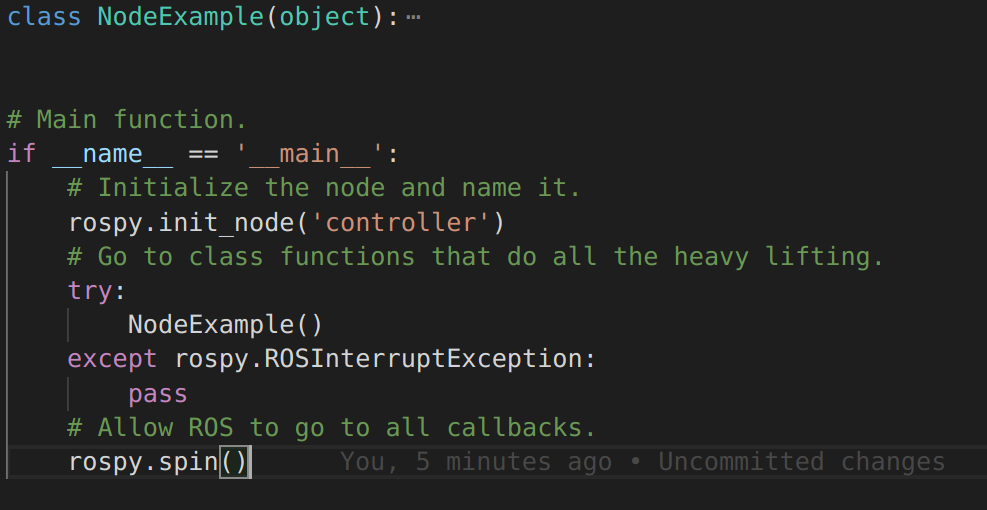 class NodeExample(object):⋯
# Main function.
if __name__ == '__main__':
    # Initialize the node and name it.
    rospy.init_node('controller')
    # Go to class functions that do all the heavy lifting.
    try:
        NodeExample()
    except rospy.ROSInterruptException:
        pass
    # Allow ROS to go to all callbacks.
    rospy.spin()      You, 5 minutes ago • Uncommitted changes